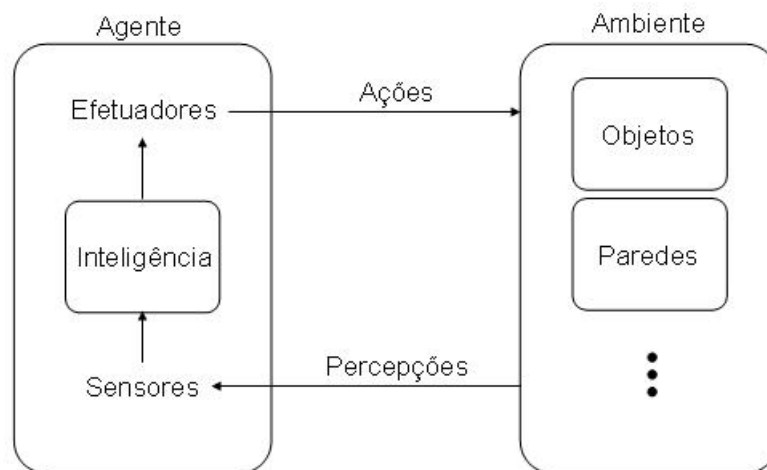 Agente
Ambiente
Efetuadores
Ações
Objetos
Inteligência
Paredes
Percepções
Sensores